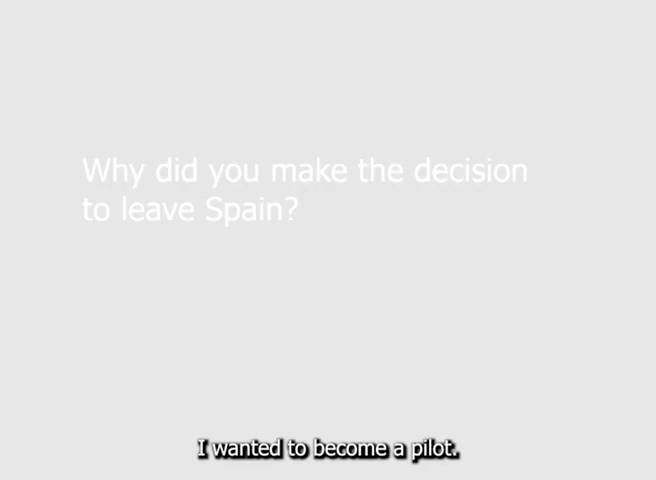 Why did you make the decision
to leave Spain?
I wanted to become a pilot.